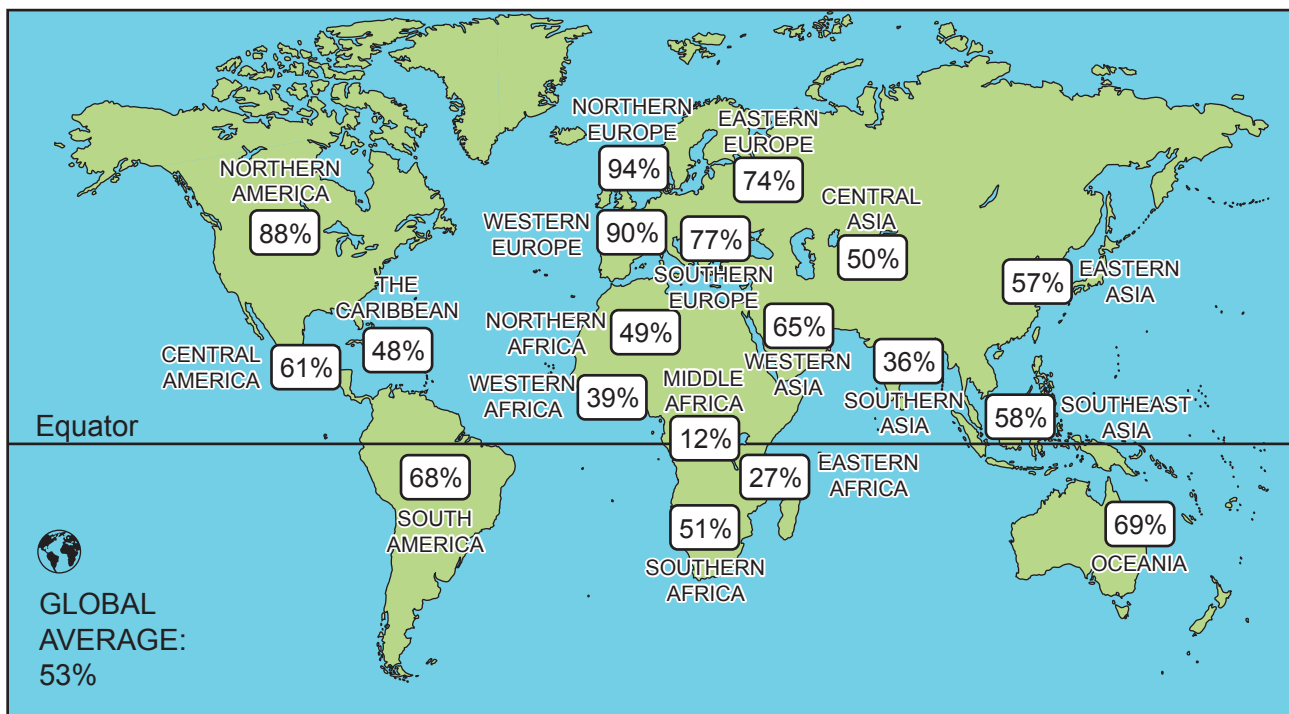 NORTHERN
EUROPE
94%
EASTERN
EUROPE
74%
NORTHERN
AMERICA
88%
WESTERN
EUROPE
90%
77%
SOUTHERN
EUROPE
CENTRAL
ASIA
50%
57%
EASTERN
ASIA
THE
CARIBBEAN
48%
NORTHERN
AFRICA
49%
65%
WESTERN
ASIA
CENTRAL
AMERICA
61%
WESTERN
AFRICA
39%
MIDDLE
AFRICA
12%
36%
SOUTHERN
ASIA
58%
SOUTHEAST
ASIA
Equator
68%
SOUTH
AMERICA
27%
EASTERN
AFRICA
51%
SOUTHERN
AFRICA
69%
OCEANIA
GLOBAL
AVERAGE:
53%